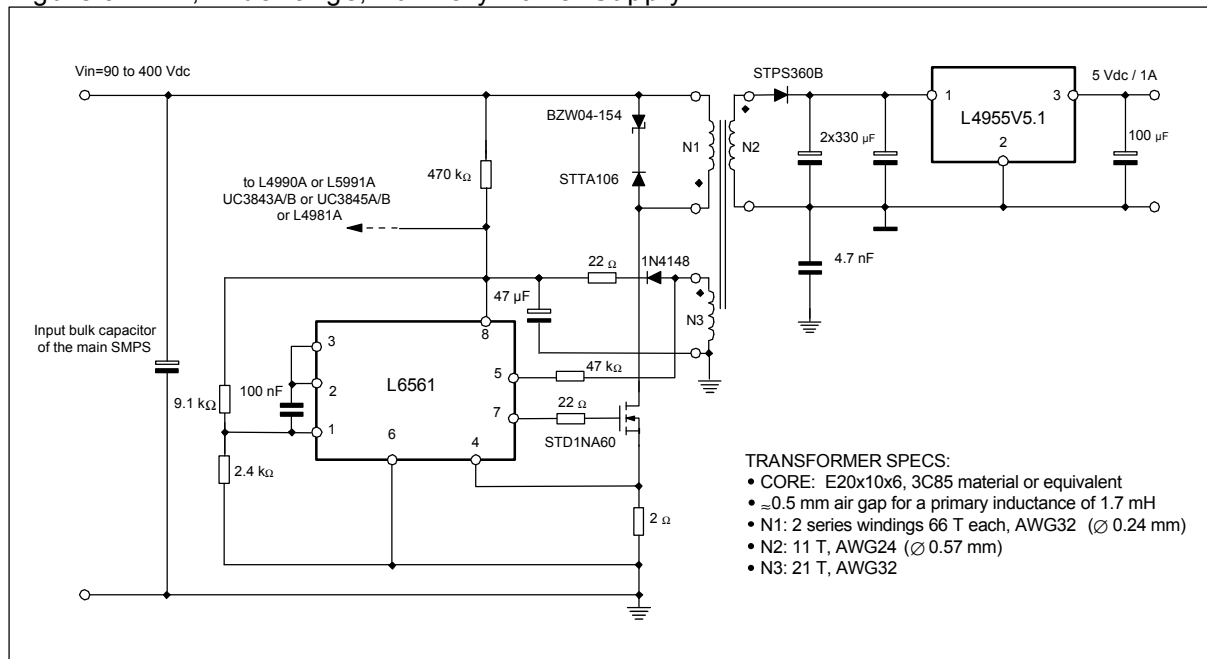 Vin=90 to 400 Vdc
STPS360B
5 Vdc / 1A
BZW04-154
1
3
L4955V5.1
2
N1
N2
2x330 µF
100 µF
470 kΩ
STTA106
to L4990A or L5991A
UC3843A/B or UC3845A/B
or L4981A
22 Ω
1N4148
4.7 nF
47 µF
N3
Input bulk capacitor
of the main SMPS
3
8
2
L6561
5
47 kΩ
100 nF
9.1 kΩ
7
22 Ω
1
6
4
STD1NA60
2.4 kΩ
2 Ω
TRANSFORMER SPECS:
• CORE: E20x10x6, 3C85 material or equivalent
• ≈0.5 mm air gap for a primary inductance of 1.7 mH
• N1: 2 series windings 66 T each, AWG32 (∅ 0.24 mm)
• N2: 11 T, AWG24 (∅ 0.57 mm)
• N3: 21 T, AWG32